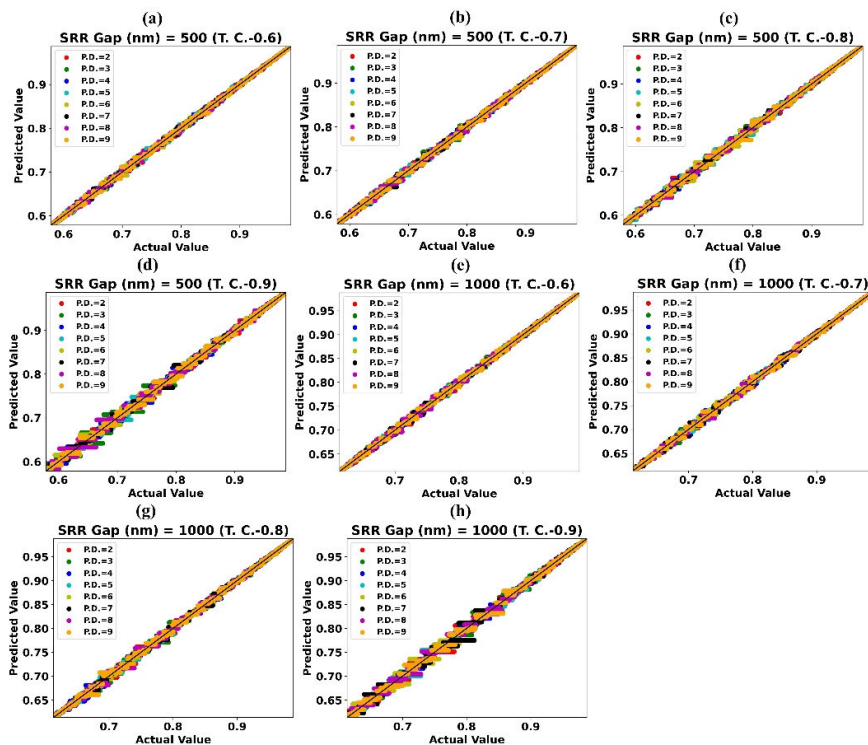 (a)
SRR Gap (nm) = 500 (T. C.-0.6)
P.D.=2
P.D.=3
P.D.=4
P.D.=5
P.D.=6
P.D.=7
P.D.=8
P.D.=9
0.9
0.8
0.7
0.6
Predicted Value
0.6 0.7 0.8 0.9
Actual Value
(b)
SRR Gap (nm) = 500 (T. C.-0.7)
P.D.=2
P.D.=3
P.D.=4
P.D.=5
P.D.=6
P.D.=7
P.D.=8
P.D.=9
0.9
0.8
0.7
0.6
Predicted Value
0.6 0.7 0.8 0.9
Actual Value
(c)
SRR Gap (nm) = 500 (T. C.-0.8)
P.D.=2
P.D.=3
P.D.=4
P.D.=5
P.D.=6
P.D.=7
P.D.=8
P.D.=9
0.9
0.8
0.7
0.6
Predicted Value
0.6 0.7 0.8 0.9
Actual Value
(d)
SRR Gap (nm) = 500 (T. C.-0.9)
P.D.=2
P.D.=3
P.D.=4
P.D.=5
P.D.=6
P.D.=7
P.D.=8
P.D.=9
0.9
0.8
0.7
0.6
Predicted Value
0.6 0.7 0.8 0.9
Actual Value
(e)
SRR Gap (nm) = 1000 (T. C.-0.6)
P.D.=2
P.D.=3
P.D.=4
P.D.=5
P.D.=6
P.D.=7
P.D.=8
P.D.=9
0.95
0.90
0.85
0.80
0.75
0.70
0.65
Predicted Value
0.7 0.8 0.9
Actual Value
(f)
SRR Gap (nm) = 1000 (T. C.-0.7)
P.D.=2
P.D.=3
P.D.=4
P.D.=5
P.D.=6
P.D.=7
P.D.=8
P.D.=9
0.95
0.90
0.85
0.80
0.75
0.70
0.65
Predicted Value
0.7 0.8 0.9
Actual Value
(g)
SRR Gap (nm) = 1000 (T. C.-0.8)
P.D.=2
P.D.=3
P.D.=4
P.D.=5
P.D.=6
P.D.=7
P.D.=8
P.D.=9
0.95
0.90
0.85
0.80
0.75
0.70
0.65
Predicted Value
0.7 0.8 0.9
Actual Value
(h)
SRR Gap (nm) = 1000 (T. C.-0.9)
P.D.=2
P.D.=3
P.D.=4
P.D.=5
P.D.=6
P.D.=7
P.D.=8
P.D.=9
0.95
0.90
0.85
0.80
0.75
0.70
0.65
Predicted Value
0.7 0.8 0.9
Actual Value